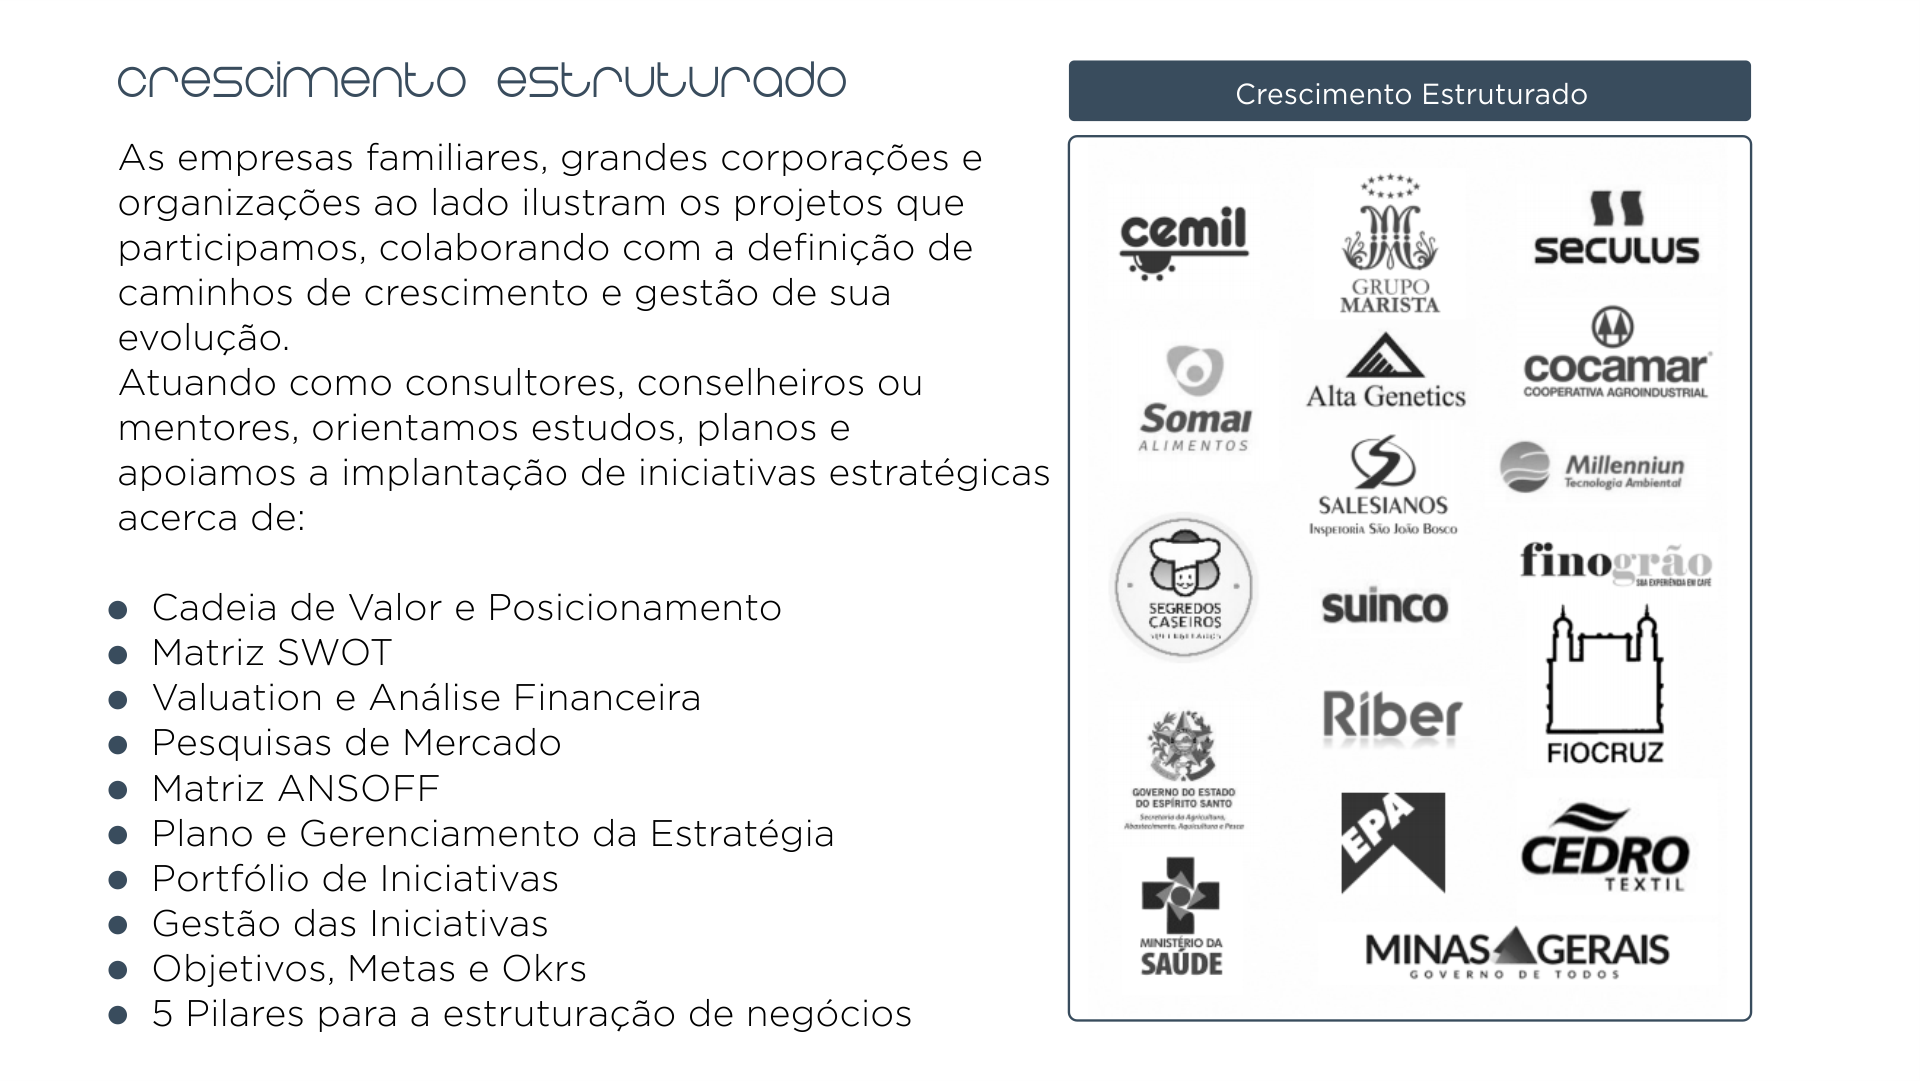 crescimento estruturado
As empresas familiares, grandes corporações e
organizações ao lado ilustram os projetos que
participamos, colaborando com a definição de
caminhos de crescimento e gestão de sua
evolução.
Atuando como consultores, conselheiros ou
mentores, orientamos estudos, planos e
apoiamos a implantação de iniciativas estratégicas
acerca de:
Cadeia de Valor e Posicionamento
Matriz SWOT
Valuation e Análise Financeira
Pesquisas de Mercado
Matriz ANSOFF
Plano e Gerenciamento da Estratégia
Portfólio de Iniciativas
Gestão das Iniciativas
Objetivos, Metas e Okrs
5 Pilares para a estruturação de negócios
Crescimento Estruturado
cemil
GRUPO
MARISTA
seculus
Somai
ALIMENTOS
Alta Genetics
cocamar
COOPERATIVA AGROINDUSTRIAL
SALESIANOS
Inspetoria São João Bosco
Millenniun
Tecnologia Ambiental
SEGREDOS
CASEIROS
suinco
finogrão
SUA EXPERIÊNCIA EM CAFÉ
Riber
FIOCRUZ
GOVERNO DO ESTADO
DO ESPÍRITO SANTO
Secretaria da Agricultura,
Abastecimento, Aquicultura e Pesca
EPA
CEDRO
TEXTIL
MINISTÉRIO DA
SAÚDE
MINAS GERAIS
GOVERNO DE TODOS